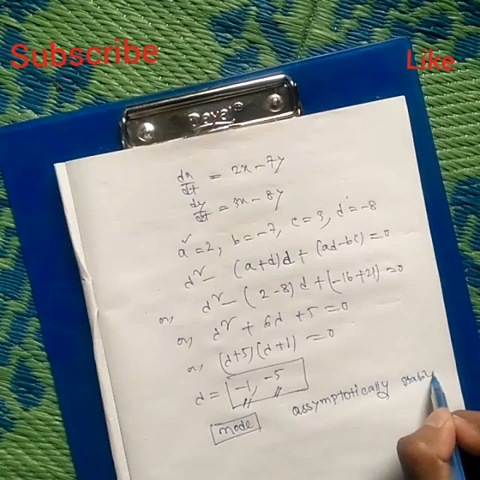 Subscribe
Like
Deval
dx/dt = 2x - 7y
dy/dt = 3x - 8y
a = 2, b = -7, c = 3, d = -8
λ² - (a+d)λ + (ad-bc) = 0
or, λ² - (2-8)λ + (-16+21) = 0
or, λ² + 6λ + 5 = 0
or, (λ+5)(λ+1) = 0
λ = -1, -5
node assymptotically stable